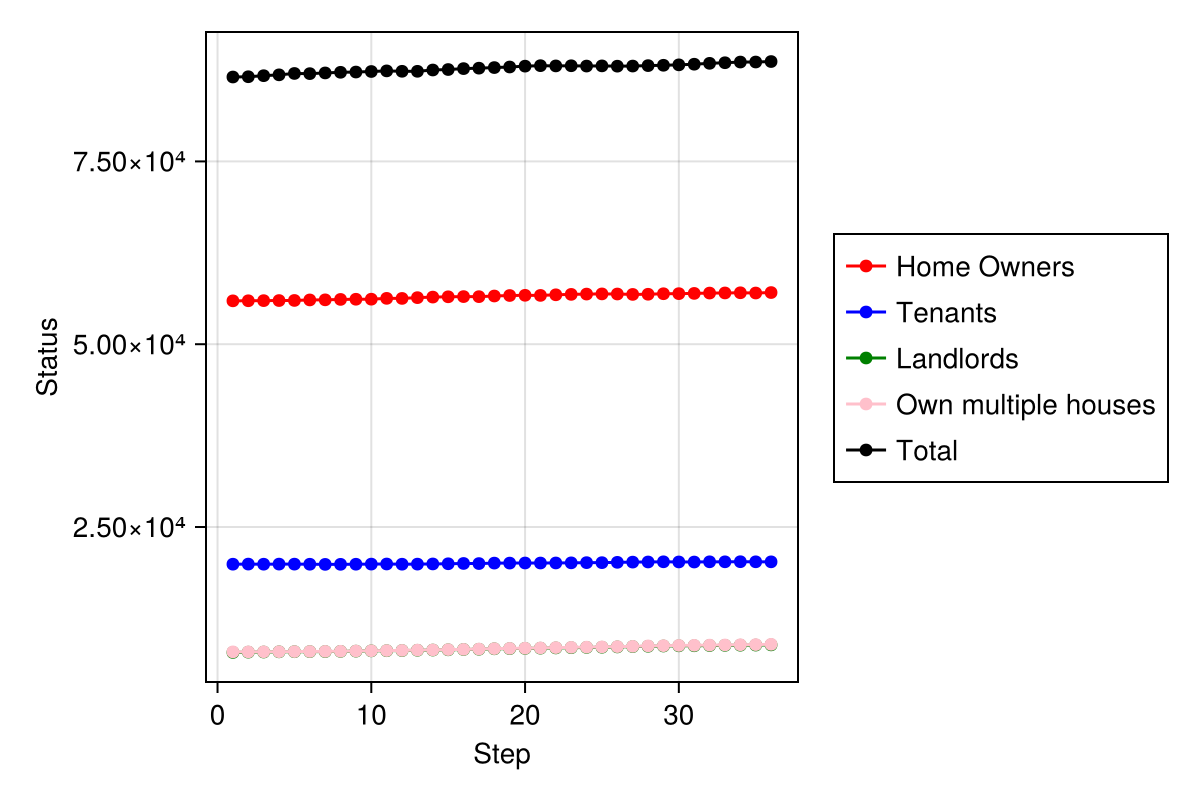 7.50×10⁴
5.00×10⁴
2.50×10⁴
Status
0 10 20 30
Step
Home Owners
Tenants
Landlords
Own multiple houses
Total